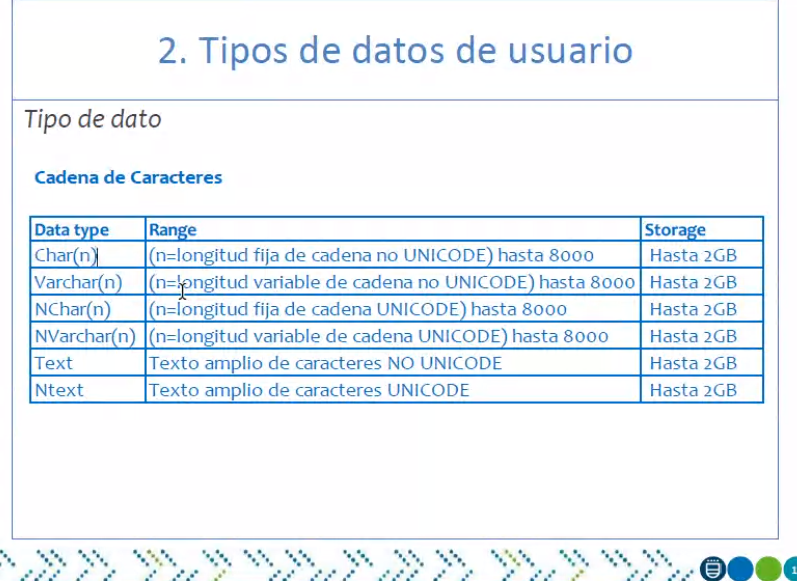 2. Tipos de datos de usuario
Tipo de dato
Cadena de Caracteres
Data type Range Storage
Char(n) (n=longitud fija de cadena no UNICODE) hasta 8000 Hasta 2GB
Varchar(n) (n=longitud variable de cadena no UNICODE) hasta 8000 Hasta 2GB
NChar(n) (n=longitud fija de cadena UNICODE) hasta 8000 Hasta 2GB
NVarchar(n) (n=longitud variable de cadena UNICODE) hasta 8000 Hasta 2GB
Text Texto amplio de caracteres NO UNICODE Hasta 2GB
Ntext Texto amplio de caracteres UNICODE Hasta 2GB